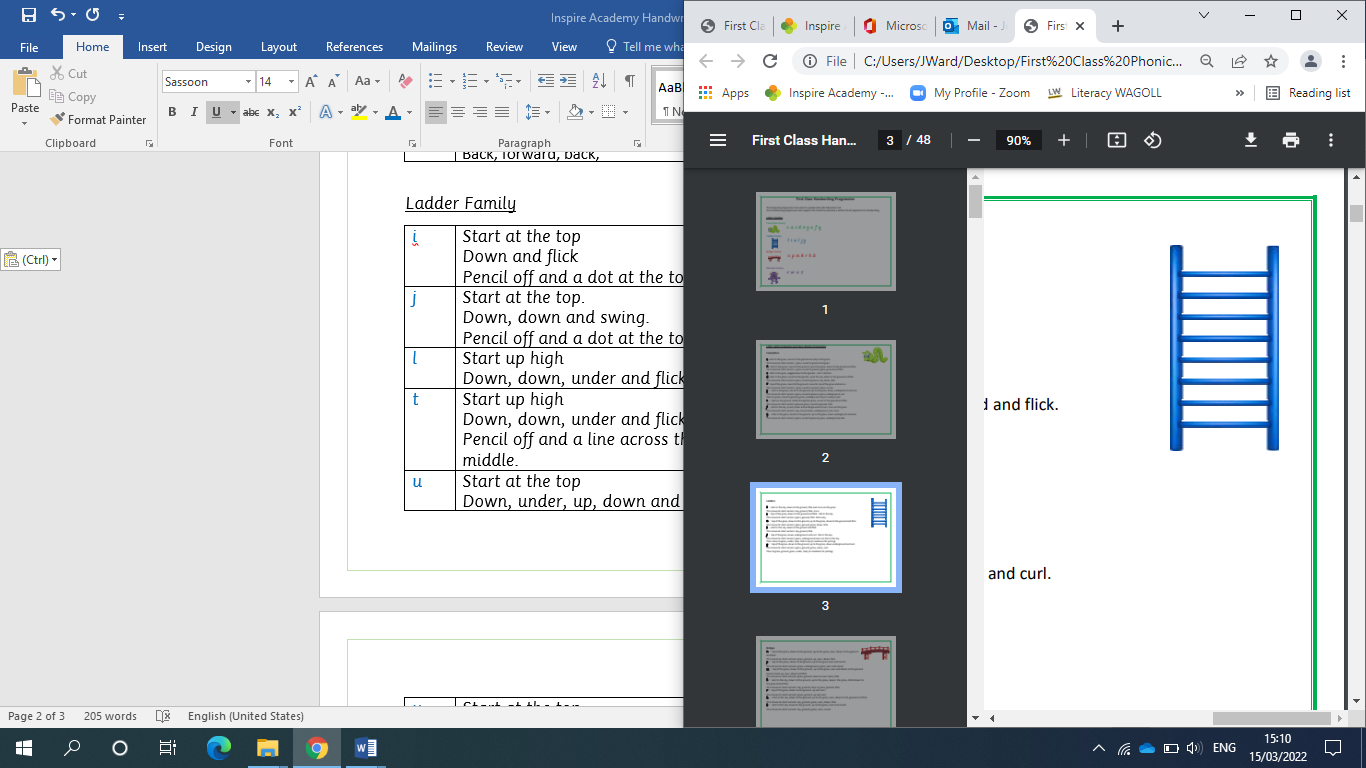 Inspire Academy Handwr
File Home Insert Design Layout References Mailings Review View Tell me wha
Paste
Cut
Copy
Format Painter
Sassoon 14
Clipboard Font Paragraph
AaBl
¶ N
Back, forward, back,
Ladder Family
i Start at the top
Down and flick
Pencil off and a dot at the to
j Start at the top.
Down, down and swing.
Pencil off and a dot at the to
l Start up high
Down, down, under and flick
t Start up high
Down, down, under and flick
Pencil off and a line across th
middle.
u Start at the top
Down, under, up, down and
Start at the top
(Ctrl)
Page 2 of 3 205 words English (United States)
First Cla Inspire Microso Mail - J First
File C:/Users/JWard/Desktop/First%20Class%20Phonic...
Apps Inspire Academy -... My Profile - Zoom Literacy WAGOLL » Reading list
First Class Han... 3 / 48 90%
1
2
3
d and flick.
and curl.
ENG 15:10
15/03/2022